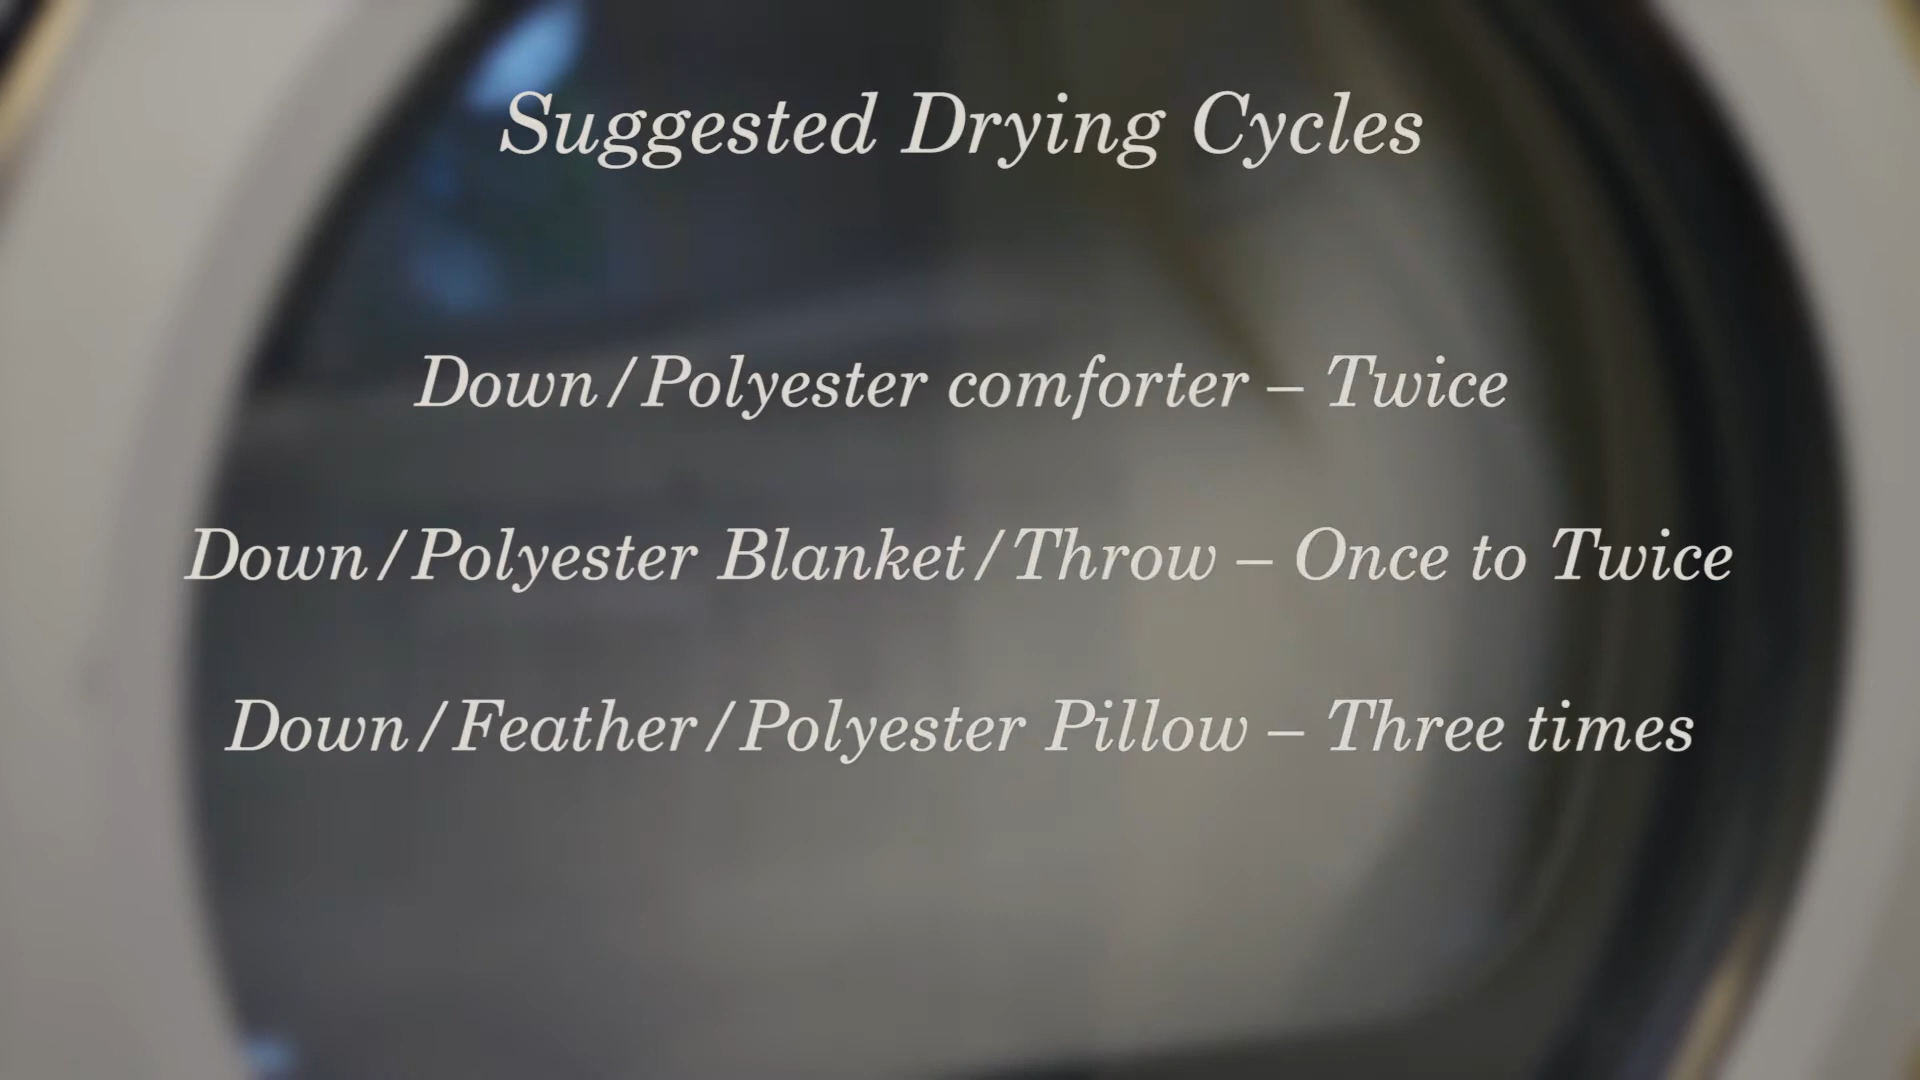 Suggested Drying Cycles
Down/Polyester comforter – Twice
Down/Polyester Blanket/Throw – Once to Twice
Down/Feather/Polyester Pillow – Three times